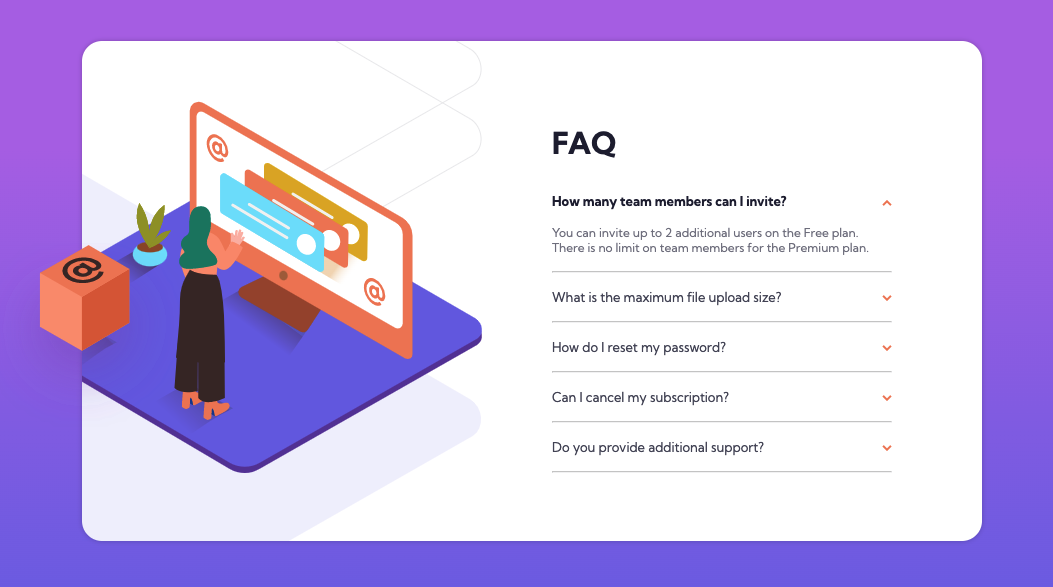 @
@
@
FAQ
How many team members can I invite?
You can invite up to 2 additional users on the Free plan.
There is no limit on team members for the Premium plan.
What is the maximum file upload size?
How do I reset my password?
Can I cancel my subscription?
Do you provide additional support?